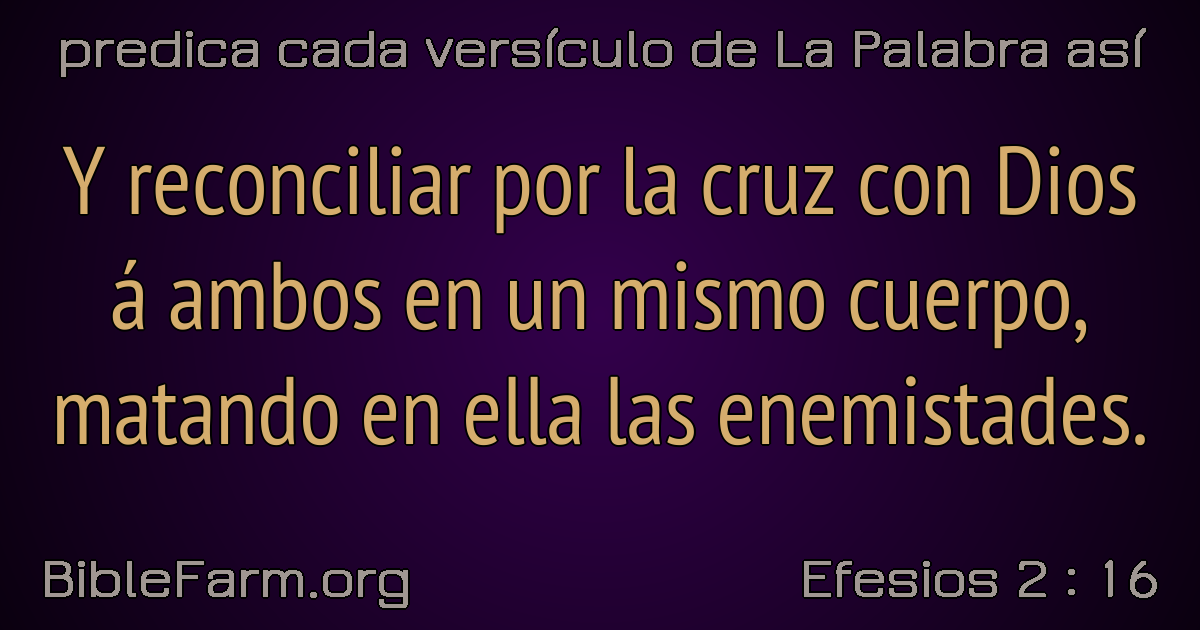 predica cada versículo de La Palabra así
Y reconciliar por la cruz con Dios
á ambos en un mismo cuerpo,
matando en ella las enemistades.
BibleFarm.org
Efesios 2 : 16